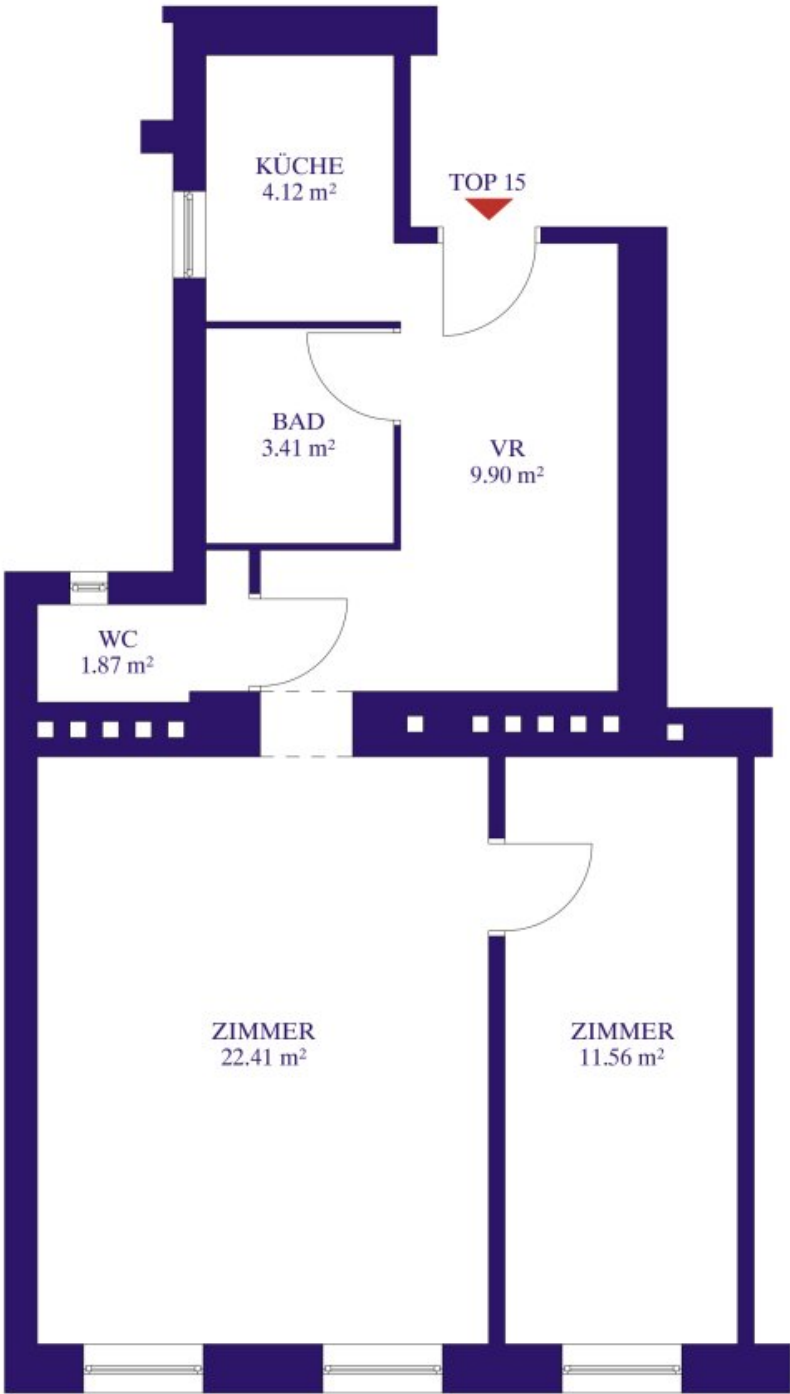 KÜCHE
4.12 m²
TOP 15
BAD
3.41 m²
VR
9.90 m²
WC
1.87 m²
ZIMMER
22.41 m²
ZIMMER
11.56 m²